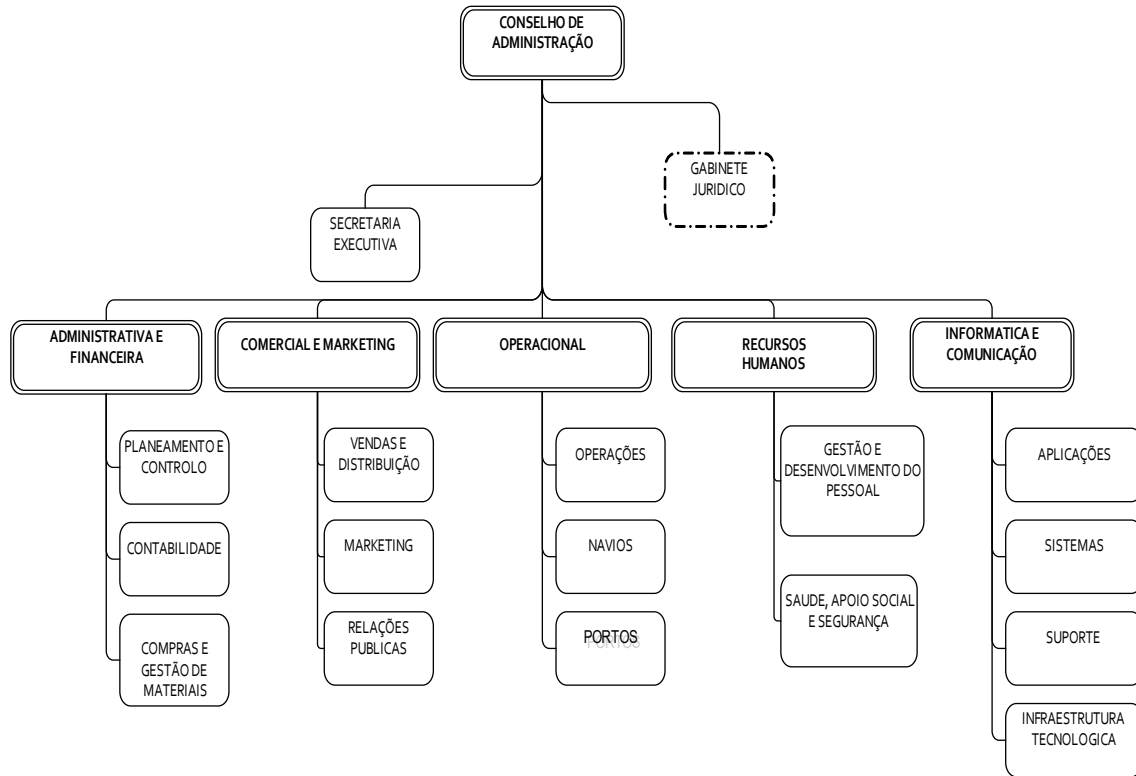 CONSELHO DE
ADMINISTRAÇÃO
GABINETE
JURIDICO
SECRETARIA
EXECUTIVA
ADMINISTRATIVA E
FINANCEIRA
COMERCIAL E MARKETING
OPERACIONAL
RECURSOS
HUMANOS
INFORMATICA E
COMUNICAÇÃO
PLANEAMENTO E
CONTROLO
CONTABILIDADE
COMPRAS E
GESTÃO DE
MATERIAIS
VENDAS E
DISTRIBUIÇÃO
MARKETING
RELAÇÕES
PUBLICAS
OPERAÇÕES
NAVIOS
PORTOS
GESTÃO E
DESENVOLVIMENTO DO
PESSOAL
SAUDE, APOIO SOCIAL
E SEGURANÇA
APLICAÇÕES
SISTEMAS
SUPORTE
INFRAESTRUTURA
TECNOLOGICA